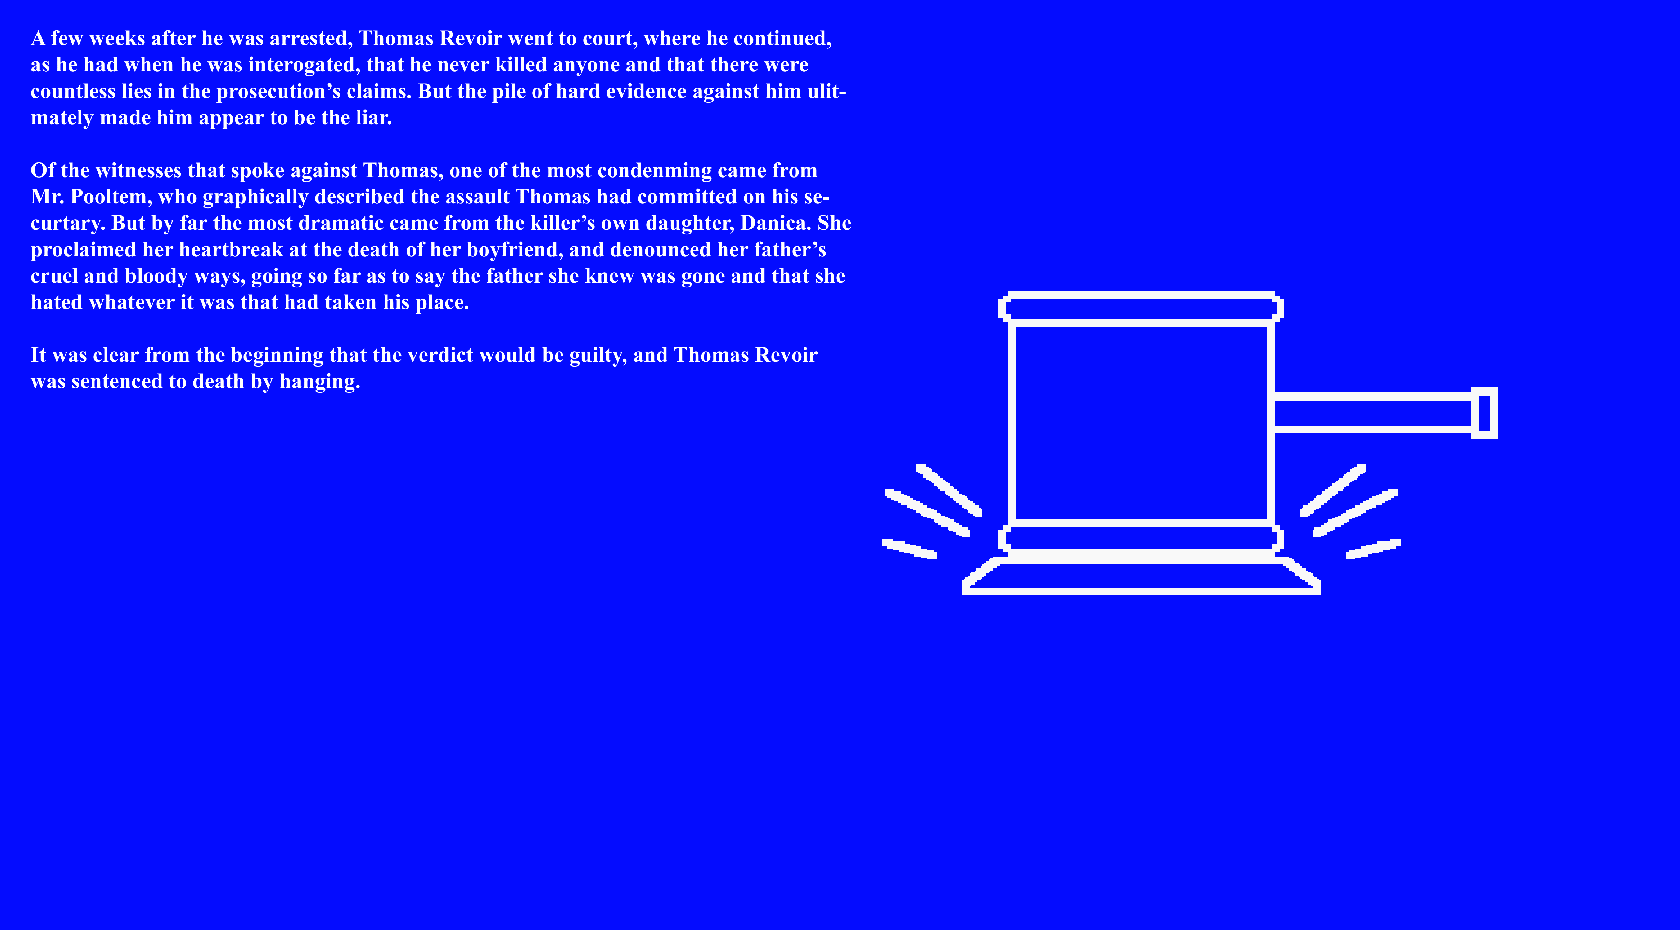 A few weeks after he was arrested, Thomas Revoir went to court, where he continued,
as he had when he was interogated, that he never killed anyone and that there were
countless lies in the prosecution’s claims. But the pile of hard evidence against him ulit-
mately made him appear to be the liar.
Of the witnesses that spoke against Thomas, one of the most condenming came from
Mr. Pooltem, who graphically described the assault Thomas had committed on his se-
curtary. But by far the most dramatic came from the killer’s own daughter, Danica. She
proclaimed her heartbreak at the death of her boyfriend, and denounced her father’s
cruel and bloody ways, going so far as to say the father she knew was gone and that she
hated whatever it was that had taken his place.
It was clear from the beginning that the verdict would be guilty, and Thomas Revoir
was sentenced to death by hanging.